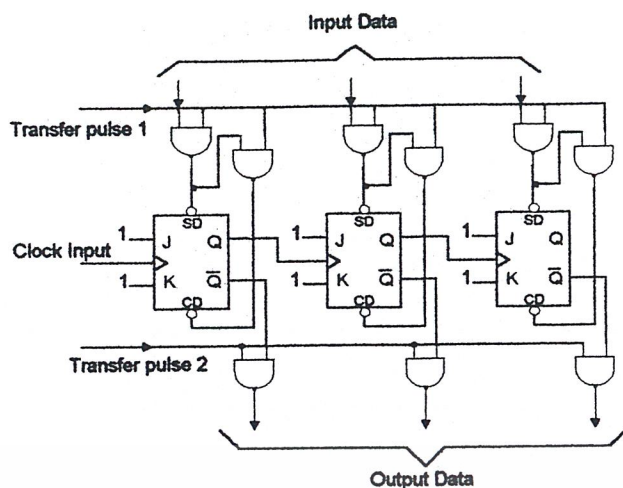 Input Data
Transfer pulse 1
SD SD SD
1 J Q 1 J Q 1 J Q
Clock Input
1 K Q̅ 1 K Q̅ 1 K Q̅
CD CD CD
Transfer pulse 2
Output Data